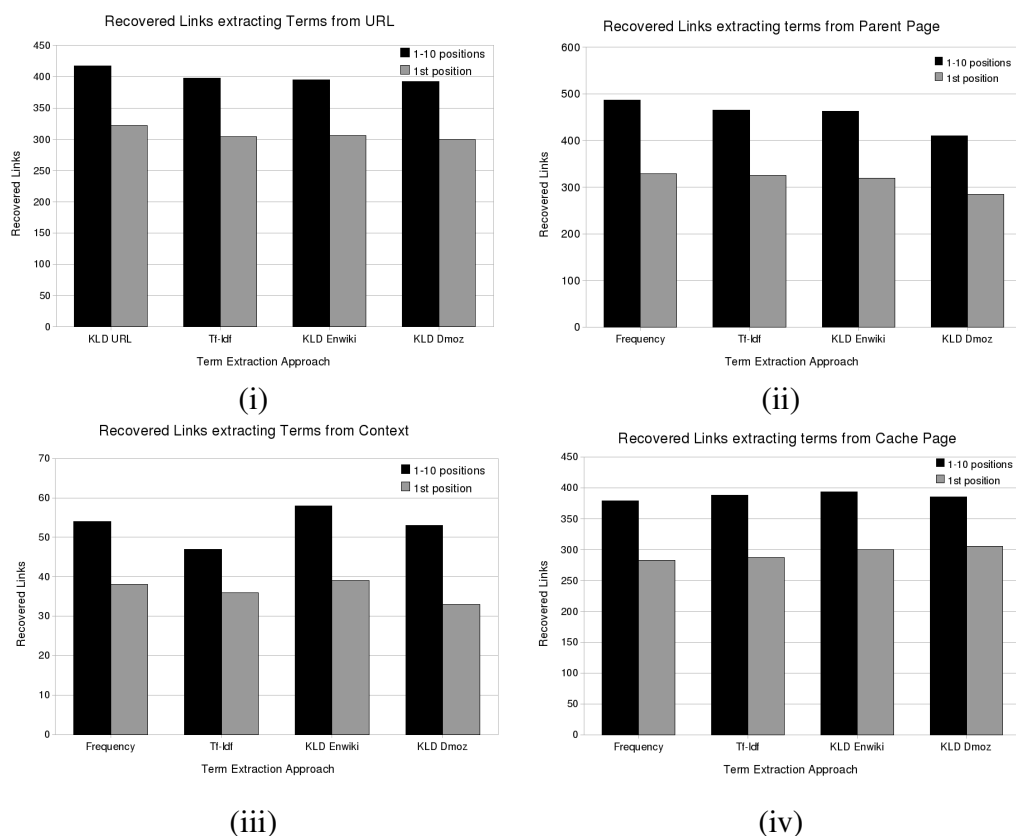 Recovered Links extracting Terms from URL
450
400
350
300
250
200
150
100
50
0
Recovered Links
1-10 positions
1st position
KLD URL Tf-Idf KLD Enwiki KLD Dmoz
Term Extraction Approach
(i)
Recovered Links extracting terms from Parent Page
600
500
400
300
200
100
0
Recovered Links
1-10 positions
1st position
Frequency Tf-Idf KLD Enwiki KLD Dmoz
Term Extraction Approach
(ii)
Recovered Links extracting Terms from Context
70
60
50
40
30
20
10
0
Recovered Links
1-10 positions
1st position
Frequency Tf-Idf KLD Enwiki KLD Dmoz
Term Extraction Approach
(iii)
Recovered Links extracting terms from Cache Page
450
400
350
300
250
200
150
100
50
0
Recovered Links
1-10 positions
1st position
Frequency Tf-Idf KLD Enwiki KLD Dmoz
Term Extraction Approach
(iv)